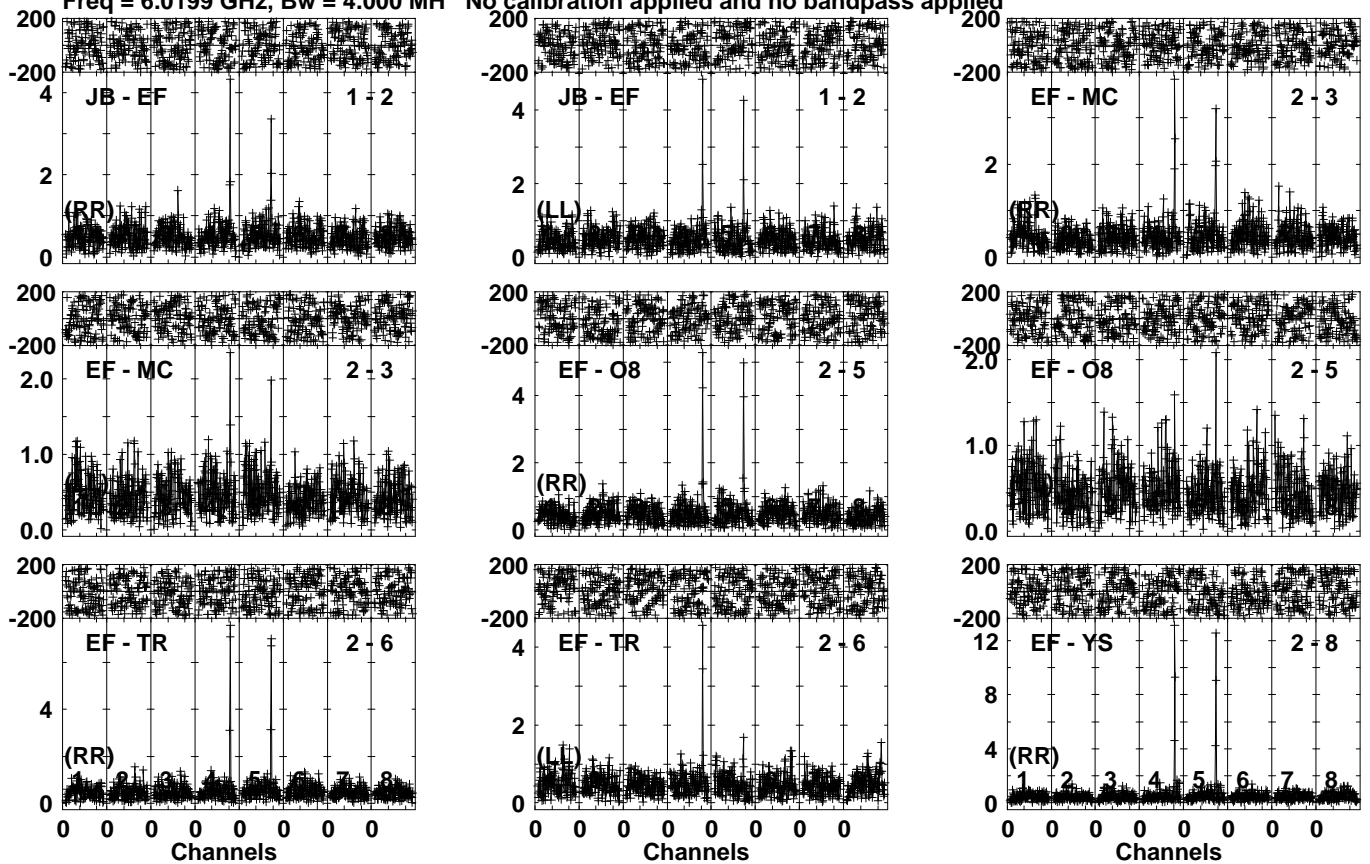 Freq = 6.0199 GHz, Bw = 4.000 MH No calibration applied and no bandpass applied
200 200 200
-200 -200 -200
JB - EF 1 - 2 JB - EF 1 - 2 EF - MC 2 - 3
4 4
2 2 2
(RR) (LL) (RR)
0 0 0
200 200 200
-200 -200 -200
EF - MC 2 - 3 EF - O8 2 - 5 EF - O8 2 - 5
2.0 4 2.0
1.0 2 1.0
(RR)
0.0 0 0.0
200 200 200
-200 -200 -200
EF - TR 2 - 6 EF - TR 2 - 6 EF - YS 2 - 8
4 4 12
2 8
4
(RR) (LL) (RR)
1 2 3 4 5 6 7 8 1 2 3 4 5 6 7 8
0 0 0
0 0 0 0 0 0 0 0 0 0 0 0 0 0 0 0 0 0 0 0 0 0 0 0
Channels Channels Channels